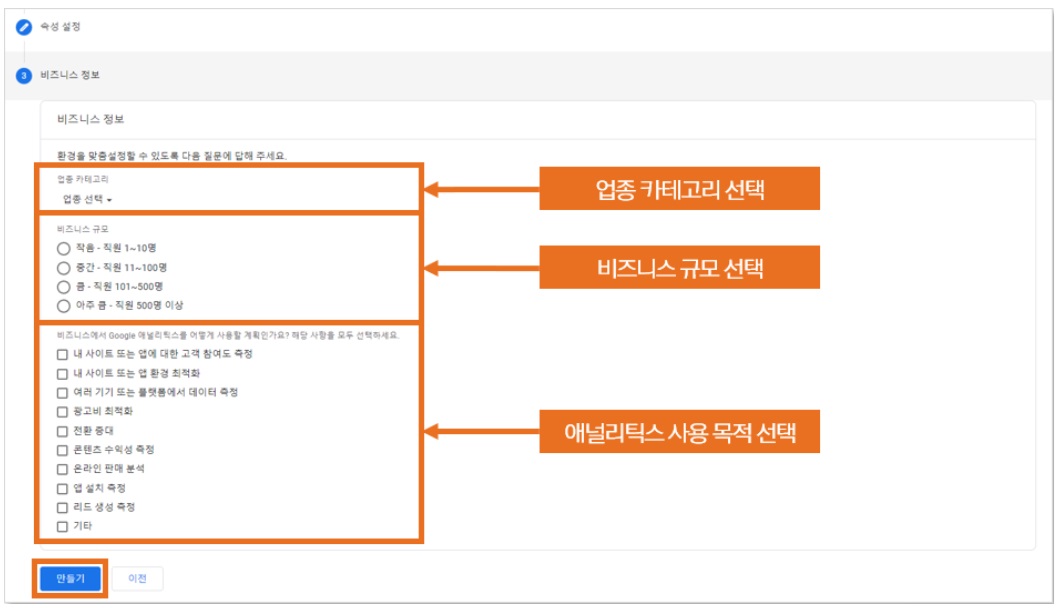 속성 설정
3 비즈니스 정보
비즈니스 정보
환경을 맞춤설정할 수 있도록 다음 질문에 답해 주세요.
업종 카테고리
업종 선택
업종 카테고리 선택
비즈니스 규모
작음 - 직원 1~10명
중간 - 직원 11~100명
큼 - 직원 101~500명
아주 큼 - 직원 500명 이상
비즈니스 규모 선택
비즈니스에서 Google 애널리틱스를 어떻게 사용할 계획인가요? 해당 사항을 모두 선택하세요.
내 사이트 또는 앱에 대한 고객 참여도 측정
내 사이트 또는 앱 환경 최적화
여러 기기 또는 플랫폼에서 데이터 측정
광고비 최적화
전환 증대
콘텐츠 수익성 측정
온라인 판매 분석
앱 설치 측정
리드 생성 측정
기타
애널리틱스 사용 목적 선택
만들기
이전